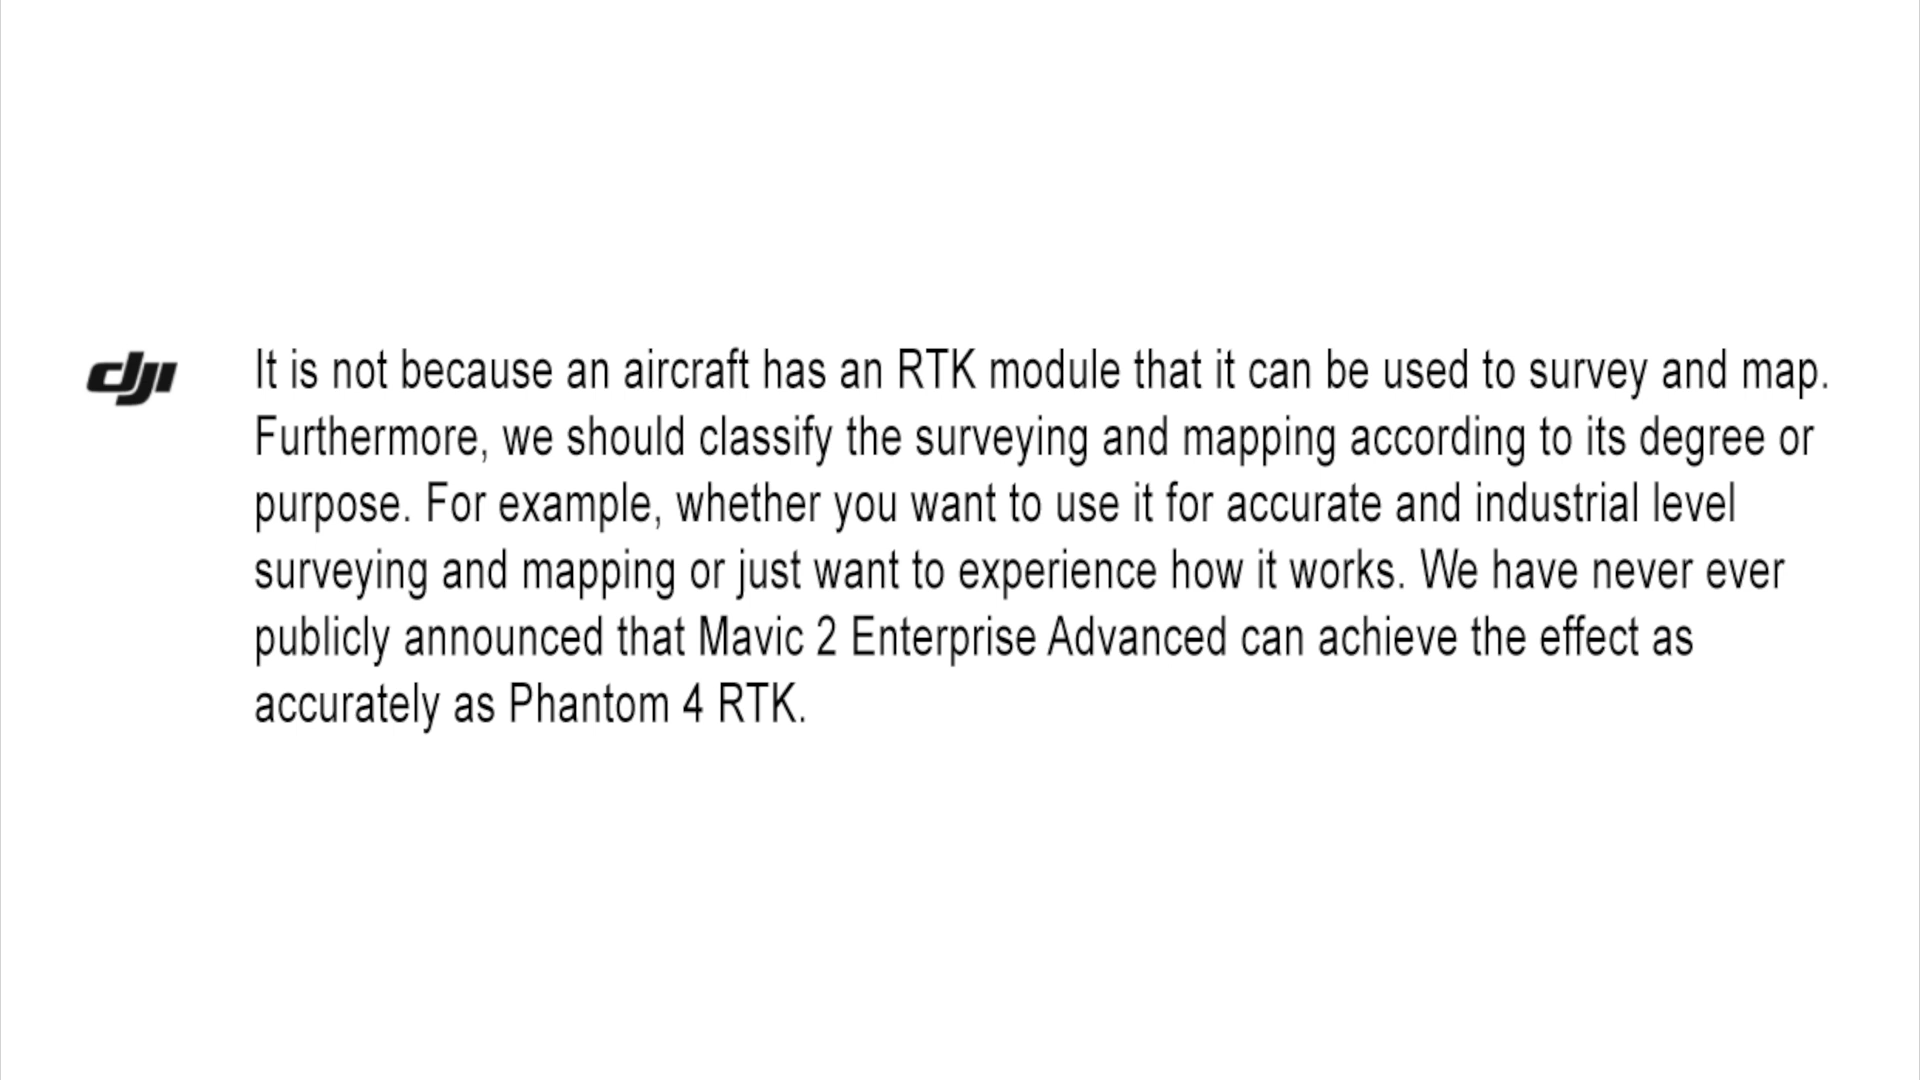 dji
It is not because an aircraft has an RTK module that it can be used to survey and map.
Furthermore, we should classify the surveying and mapping according to its degree or
purpose. For example, whether you want to use it for accurate and industrial level
surveying and mapping or just want to experience how it works. We have never ever
publicly announced that Mavic 2 Enterprise Advanced can achieve the effect as
accurately as Phantom 4 RTK.